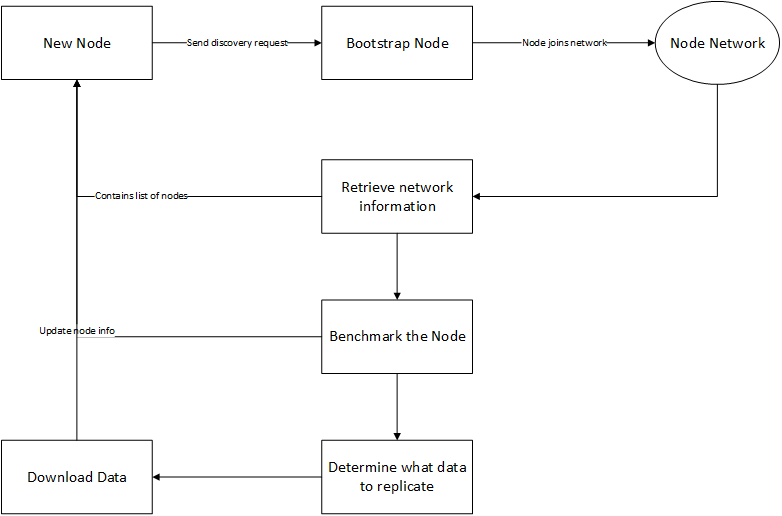 New Node
Send discovery request
Bootstrap Node
Node joins network
Node Network
Retrieve network
information
Contains list of nodes
Benchmark the Node
Update node info
Determine what data
to replicate
Download Data